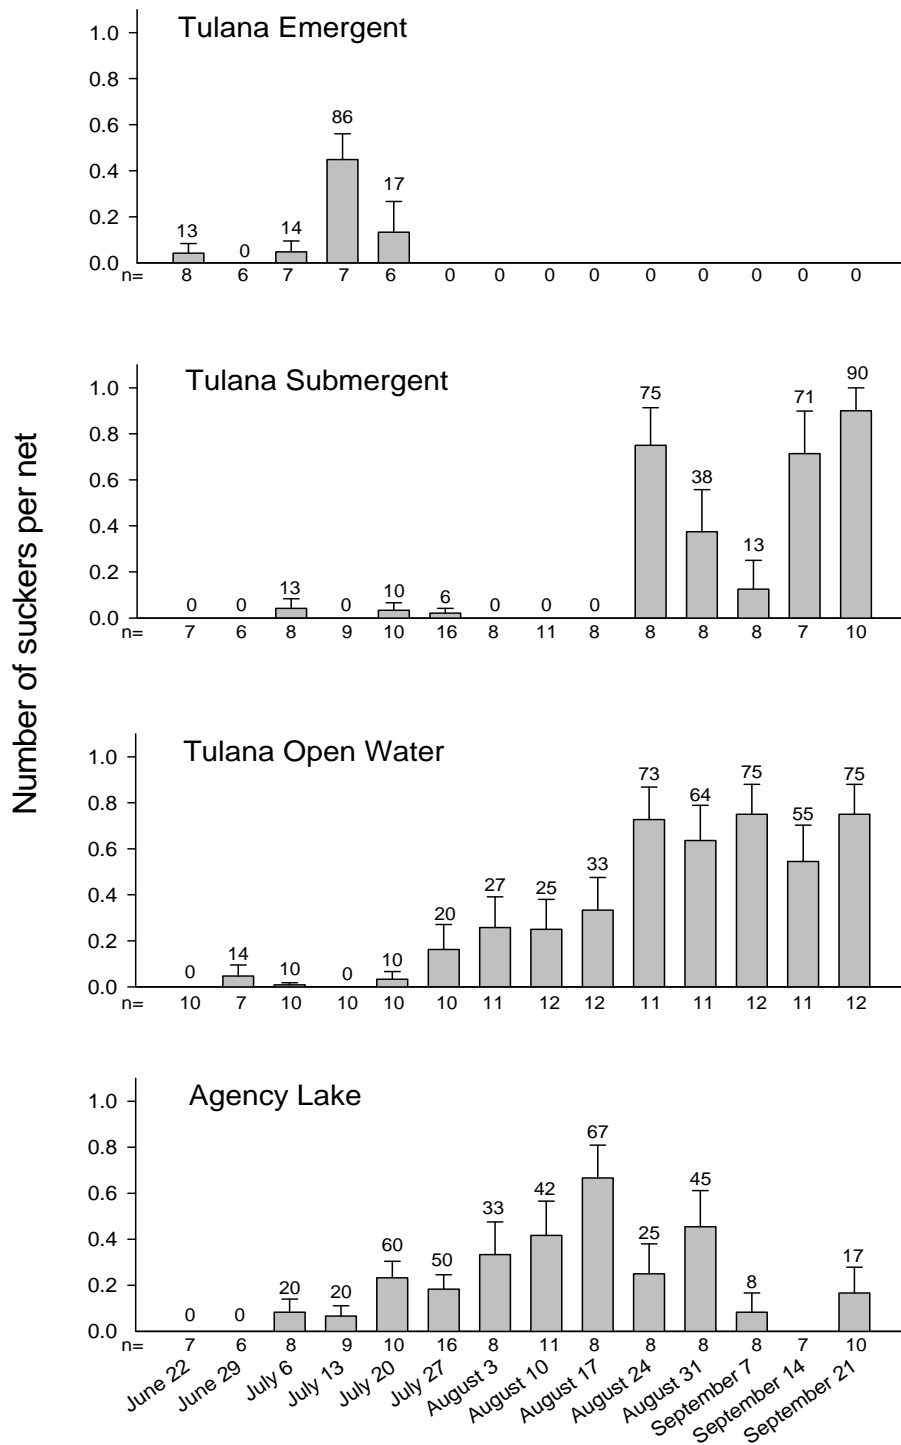 Number of suckers per net
Tulana Emergent
1.0
0.8
0.6
0.4
0.2
0.0
13 0 14 86 17
n= 8 6 7 7 6 0 0 0 0 0 0 0 0 0
Tulana Submergent
1.0
0.8
0.6
0.4
0.2
0.0
0 0 13 0 10 6 0 0 0 75 38 13 71 90
n= 7 6 8 9 10 16 8 11 8 8 8 8 7 10
Tulana Open Water
1.0
0.8
0.6
0.4
0.2
0.0
0 14 10 0 10 20 27 25 33 73 64 75 55 75
n= 10 7 10 10 10 10 11 12 12 11 11 12 11 12
Agency Lake
1.0
0.8
0.6
0.4
0.2
0.0
0 0 20 20 60 50 33 42 67 25 45 8 17
n= 7 6 8 9 10 16 8 11 8 8 8 8 7 10
June 22
June 29
July 6
July 13
July 20
July 27
August 3
August 10
August 17
August 24
August 31
September 7
September 14
September 21